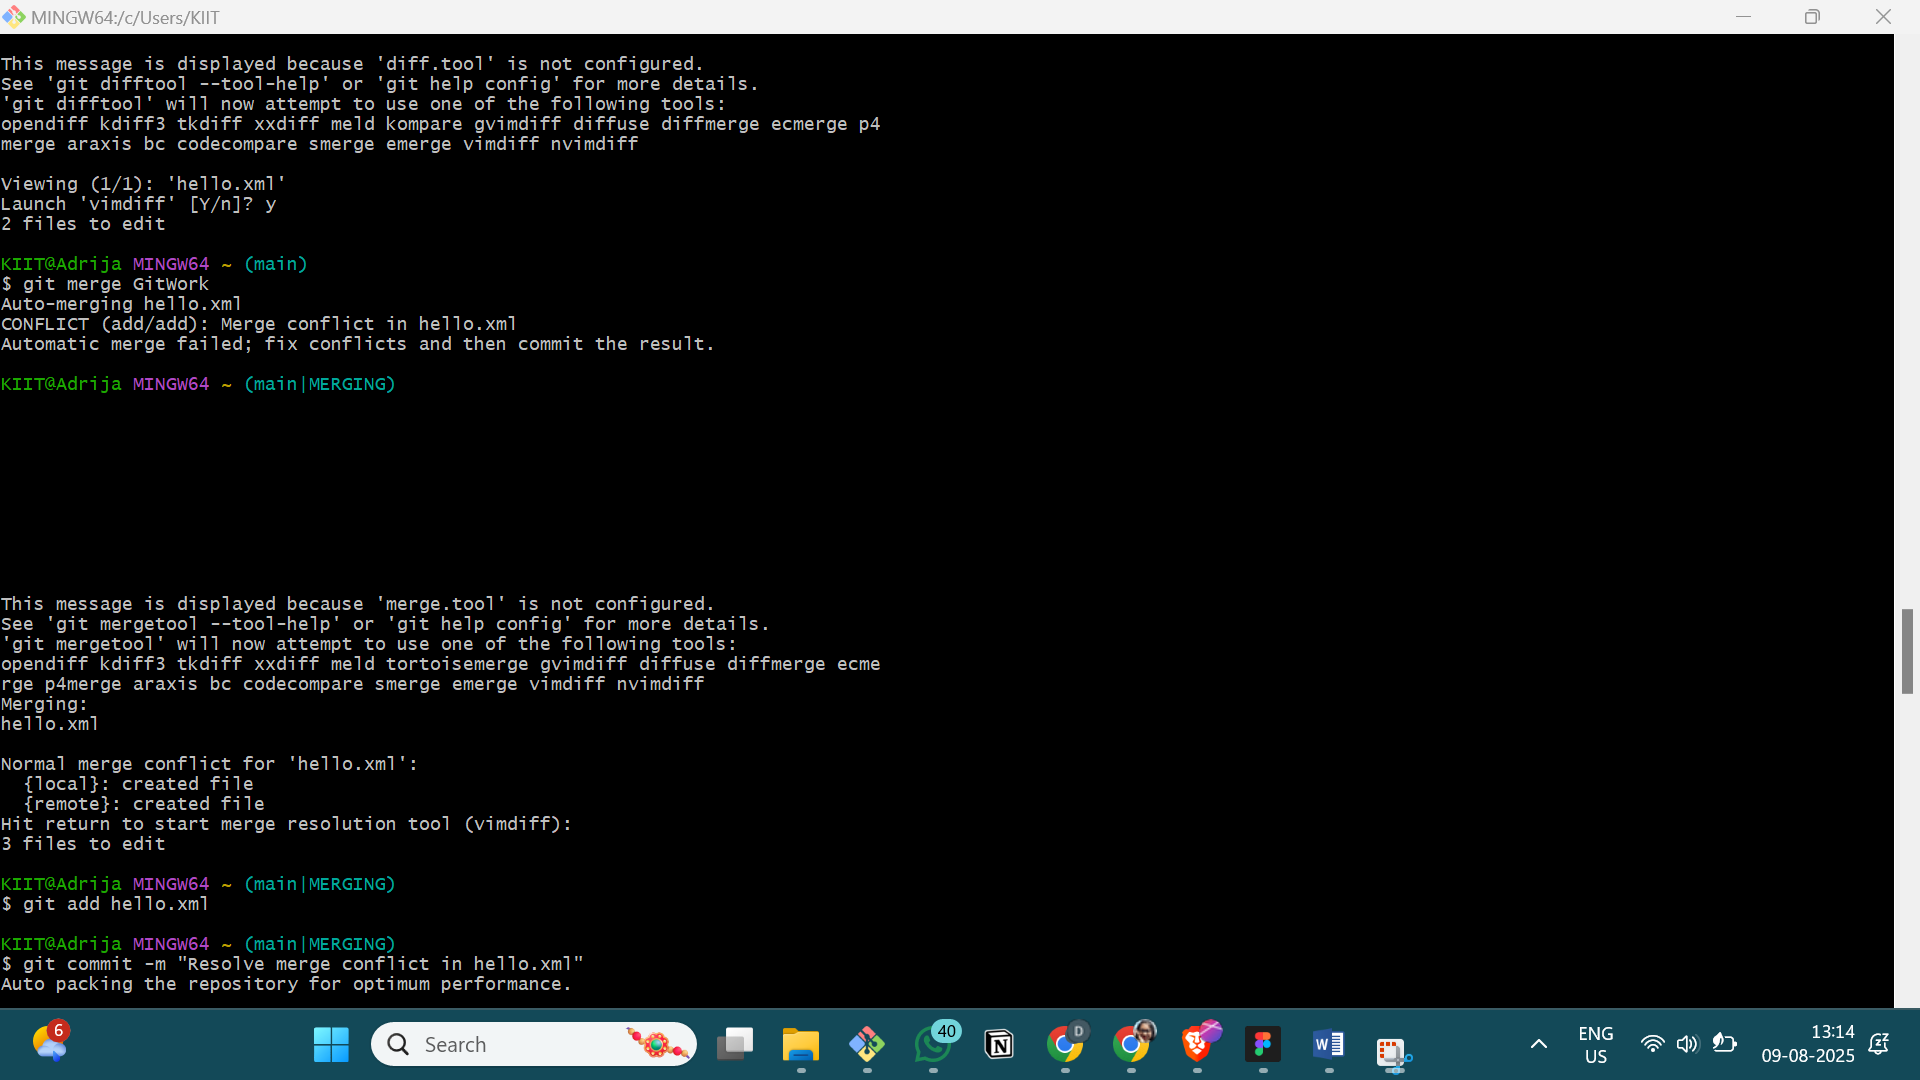 MINGW64:/c/Users/KIIT
This message is displayed because 'diff.tool' is not configured.
See 'git difftool --tool-help' or 'git help config' for more details.
'git difftool' will now attempt to use one of the following tools:
opendiff kdiff3 tkdiff xxdiff meld kompare gvimdiff diffuse diffmerge ecmerge p4
merge araxis bc codecompare smerge emerge vimdiff nvimdiff
Viewing (1/1): 'hello.xml'
Launch 'vimdiff' [Y/n]? y
2 files to edit
KIIT@Adrija MINGW64 ~ (main)
$ git merge GitWork
Auto-merging hello.xml
CONFLICT (add/add): Merge conflict in hello.xml
Automatic merge failed; fix conflicts and then commit the result.
KIIT@Adrija MINGW64 ~ (main|MERGING)
This message is displayed because 'merge.tool' is not configured.
See 'git mergetool --tool-help' or 'git help config' for more details.
'git mergetool' will now attempt to use one of the following tools:
opendiff kdiff3 tkdiff xxdiff meld tortoisemerge gvimdiff diffuse diffmerge ecme
rge p4merge araxis bc codecompare smerge emerge vimdiff nvimdiff
Merging:
hello.xml
Normal merge conflict for 'hello.xml':
  {local}: created file
  {remote}: created file
Hit return to start merge resolution tool (vimdiff):
3 files to edit
KIIT@Adrija MINGW64 ~ (main|MERGING)
$ git add hello.xml
KIIT@Adrija MINGW64 ~ (main|MERGING)
$ git commit -m "Resolve merge conflict in hello.xml"
Auto packing the repository for optimum performance.
6
Search
40
D
ENG
US
13:14
09-08-2025